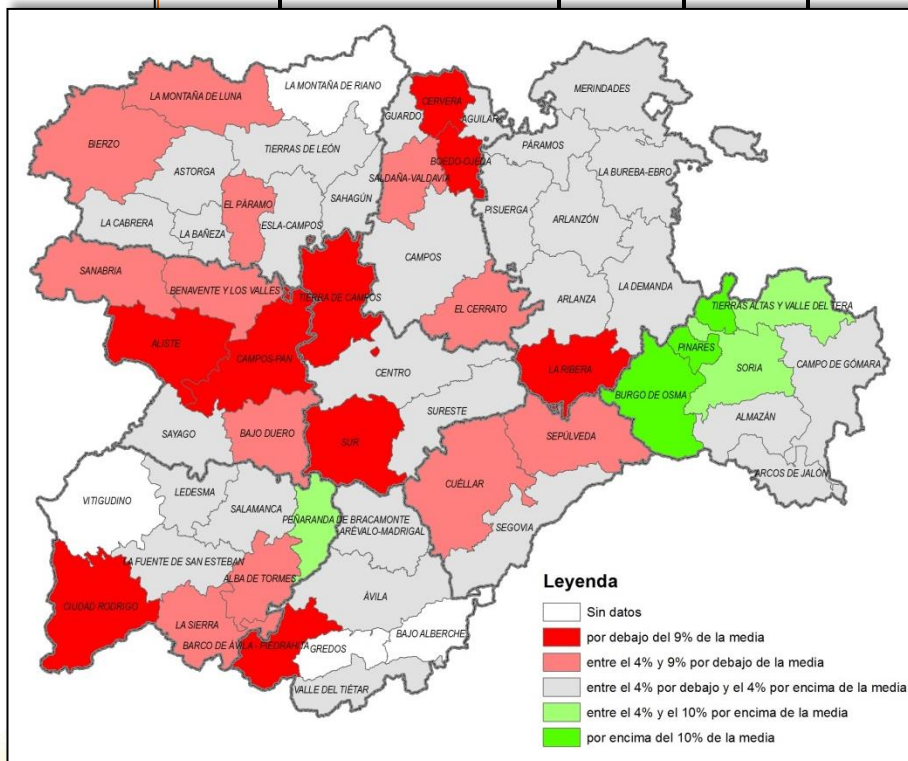 MERINDADES
LA MONTAÑA DE RIANO
LA MONTAÑA DE LUNA
CERVERA
GUARDO
AGUILAR
BIERZO
PÁRAMOS
TIERRAS DE LEÓN
BOEDO-OJEDA
ASTORGA
SALDAÑA-VALDAVIA
LA BUREBA-EBRO
SAHAGÚN
EL PÁRAMO
PISUERGA
ARLANZÓN
LA CABRERA
ESLA-CAMPOS
LA BAÑEZA
CAMPOS
LA DEMANDA
SANABRIA
BENAVENTE Y LOS VALLES
TIERRA DE CAMPOS
EL CERRATO
ARLANZA
TIERRAS ALTAS Y VALLE DEL TERA
ALISTE
CAMPOS-PAN
PINARES
CAMPO DE GÓMARA
CENTRO
LA RIBERA
SORIA
BURGO DE OSMA
SURESTE
ALMAZÁN
SAYAGO
BAJO DUERO
SUR
SEPÚLVEDA
CUÉLLAR
ARCOS DE JALÓN
LEDESMA
VITIGUDINO
SALAMANCA
PEÑARANDA DE BRACAMONTE
SEGOVIA
ARÉVALO-MADRIGAL
LA FUENTE DE SAN ESTEBAN
ALBA DE TORMES
ÁVILA
CIUDAD RODRIGO
LA SIERRA
BAJO ALBERCHE
BARCO DE ÁVILA - PIEDRAHITA
GREDOS
VALLE DEL TIÉTAR
Leyenda
Sin datos
por debajo del 9% de la media
entre el 4% y 9% por debajo de la media
entre el 4% por debajo y el 4% por encima de la media
entre el 4% y el 10% por encima de la media
por encima del 10% de la media